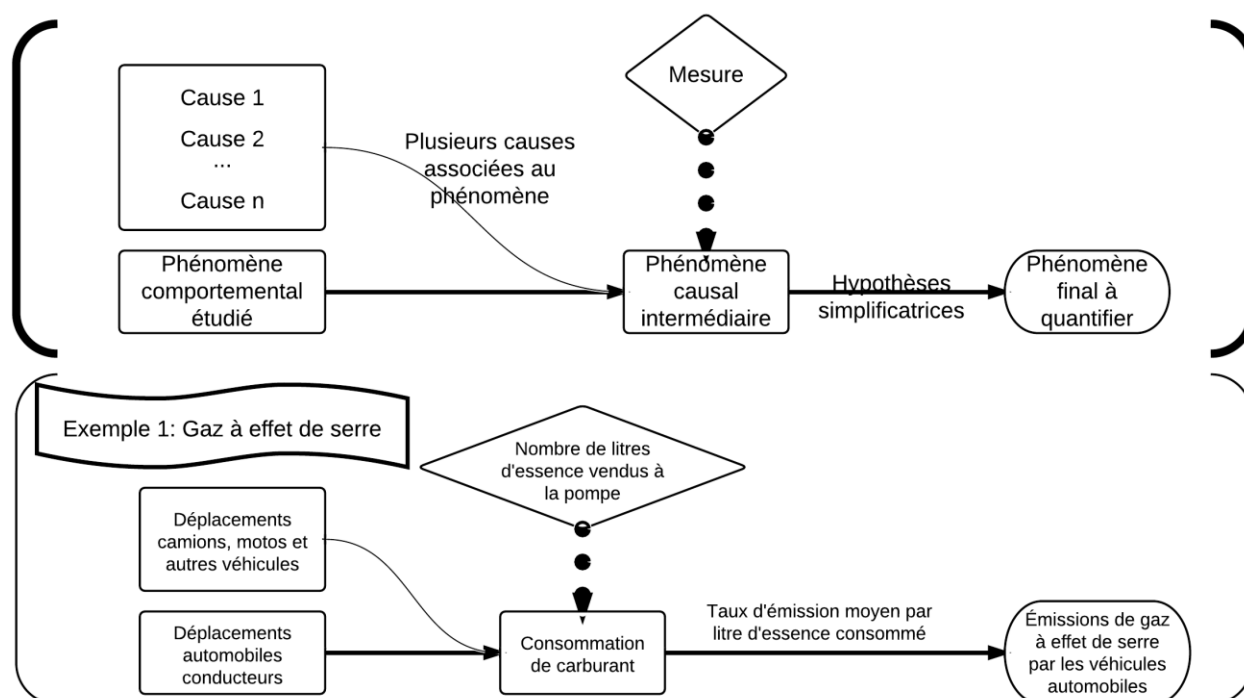 Cause 1
Cause 2
...
Cause n
Plusieurs causes
associées au
phénomène
Mesure
Phénomène
comportemental
étudié
Phénomène
causal
intermédiaire
Hypothèses
simplificatrices
Phénomène
final à
quantifier
Exemple 1: Gaz à effet de serre
Nombre de litres
d'essence vendus à
la pompe
Déplacements
camions, motos et
autres véhicules
Déplacements
automobiles
conducteurs
Consommation
de carburant
Taux d'émission moyen par
litre d'essence consommé
Émissions de gaz
à effet de serre
par les véhicules
automobiles